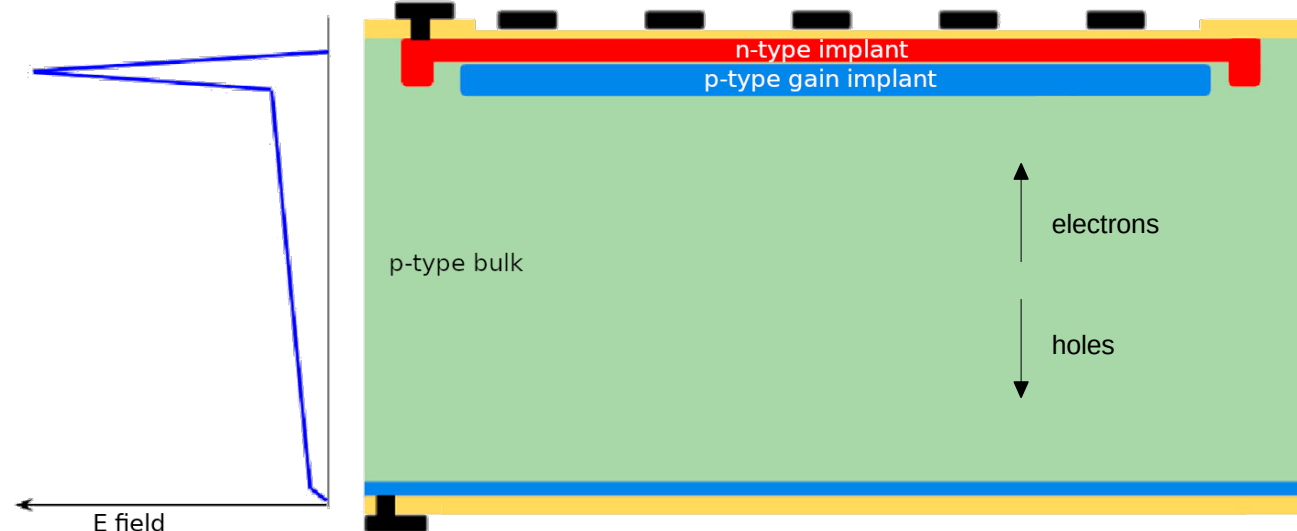 n-type implant
p-type gain implant
electrons
p-type bulk
holes
E field